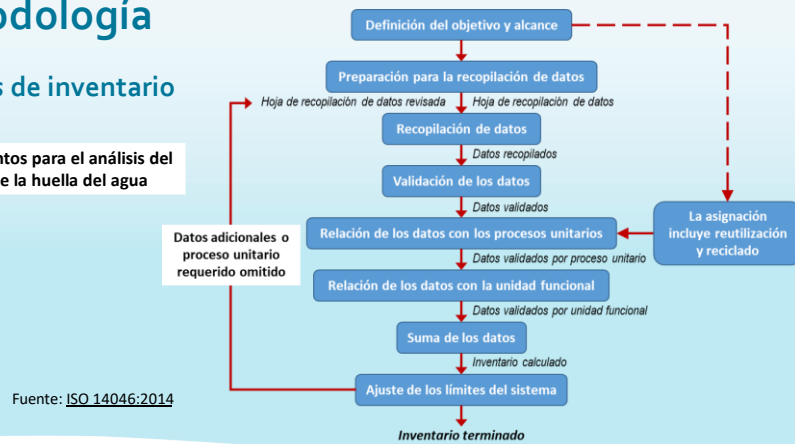 odología
s de inventario
ntos para el análisis del
e la huella del agua
Definición del objetivo y alcance
Preparación para la recopilación de datos
Hoja de recopilación de datos revisada
Hoja de recopilación de datos
Recopilación de datos
Datos recopilados
Validación de los datos
Datos validados
Relación de los datos con los procesos unitarios
La asignación
incluye reutilización
y reciclado
Datos adicionales o
proceso unitario
requerido omitido
Datos validados por proceso unitario
Relación de los datos con la unidad funcional
Datos validados por unidad funcional
Suma de los datos
Inventario calculado
Ajuste de los límites del sistema
Fuente: ISO 14046:2014
Inventario terminado